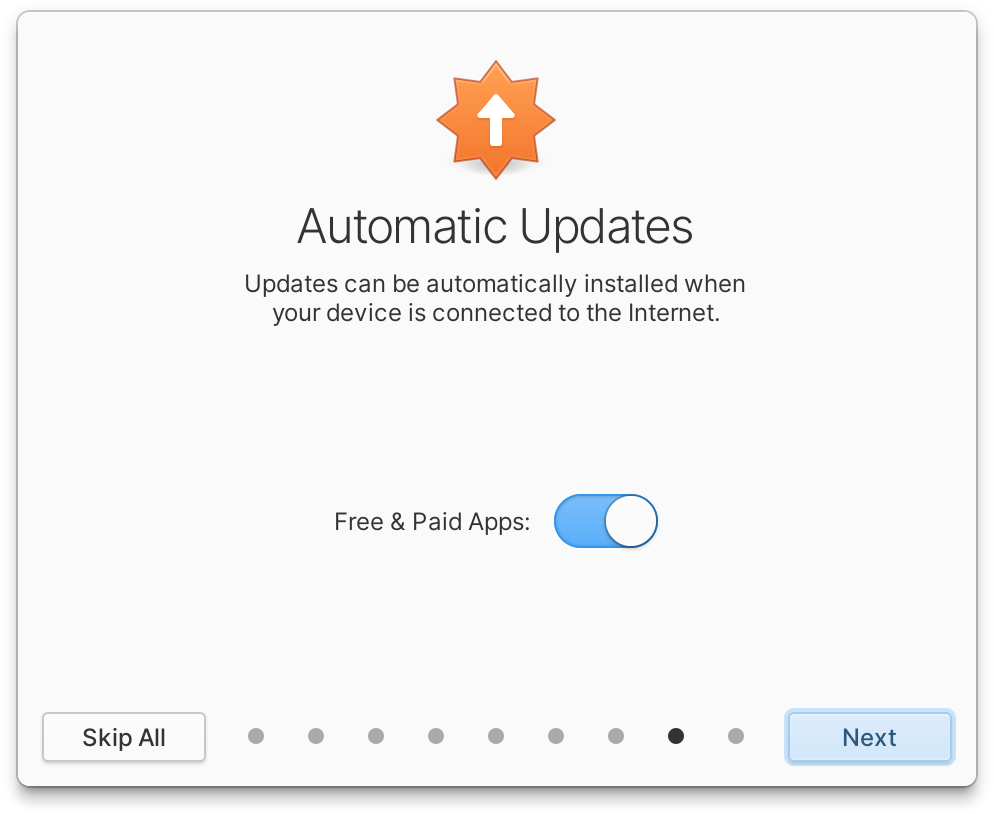 Automatic Updates
Updates can be automatically installed when
your device is connected to the Internet.
Free & Paid Apps:
Skip All
Next